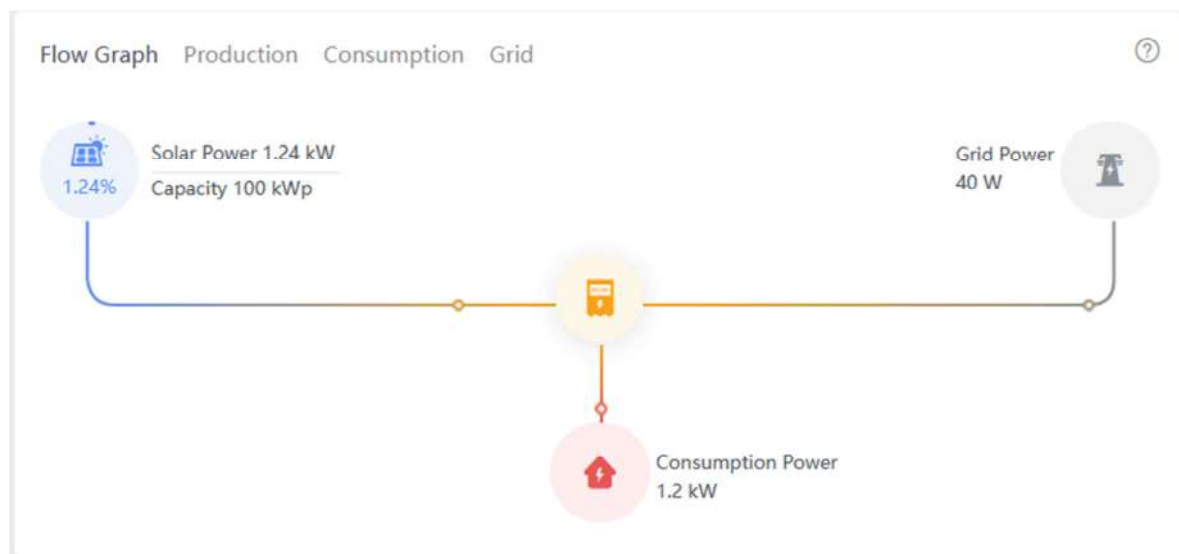 Flow Graph Production Consumption Grid
Solar Power 1.24 kW
1.24% Capacity 100 kWp
Grid Power
40 W
Consumption Power
1.2 kW